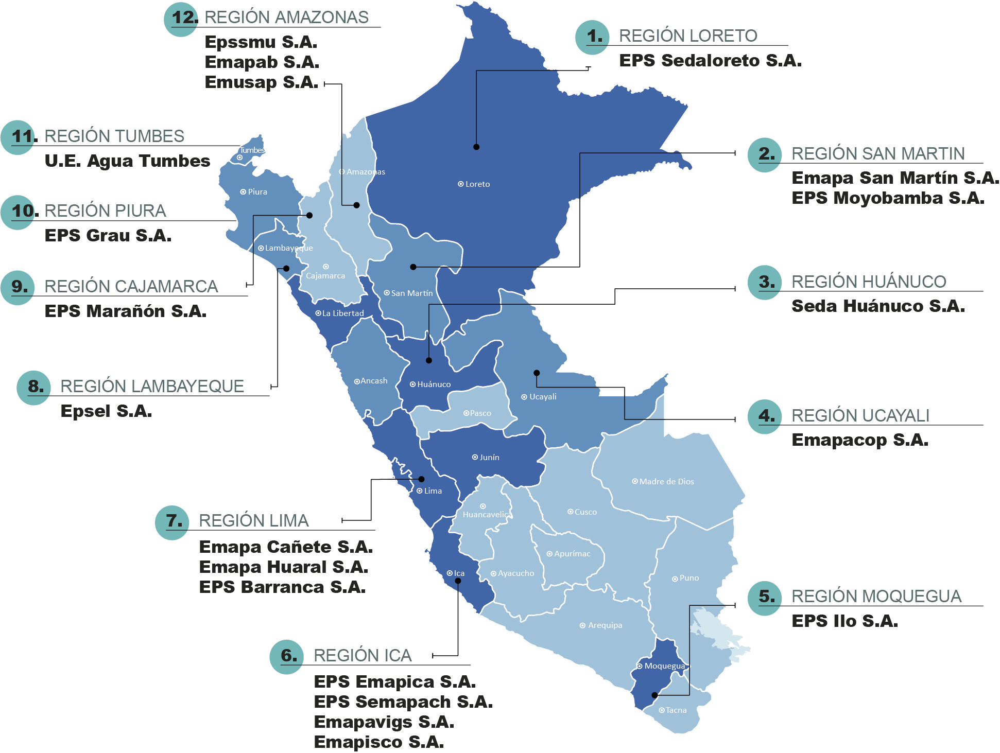 12. REGIÓN AMAZONAS
Epssmu S.A.
Emapab S.A.
Emusap S.A.
1. REGIÓN LORETO
EPS Sedaloreto S.A.
11. REGIÓN TUMBES
U.E. Agua Tumbes
2. REGIÓN SAN MARTIN
Emapa San Martín S.A.
EPS Moyobamba S.A.
10. REGIÓN PIURA
EPS Grau S.A.
9. REGIÓN CAJAMARCA
EPS Marañón S.A.
3. REGIÓN HUÁNUCO
Seda Huánuco S.A.
8. REGIÓN LAMBAYEQUE
Epsel S.A.
4. REGIÓN UCAYALI
Emapacop S.A.
7. REGIÓN LIMA
Emapa Cañete S.A.
Emapa Huaral S.A.
EPS Barranca S.A.
5. REGIÓN MOQUEGUA
EPS Ilo S.A.
6. REGIÓN ICA
EPS Emapica S.A.
EPS Semapach S.A.
Emapavigs S.A.
Emapisco S.A.
Tumbes
Amazonas
Loreto
Piura
Lambayeque
Cajamarca
San Martín
La Libertad
Ancash
Huánuco
Ucayali
Pasco
Junín
Madre de Dios
Lima
Cusco
Huancavelica
Apurímac
Ica
Ayacucho
Puno
Arequipa
Moquegua
Tacna